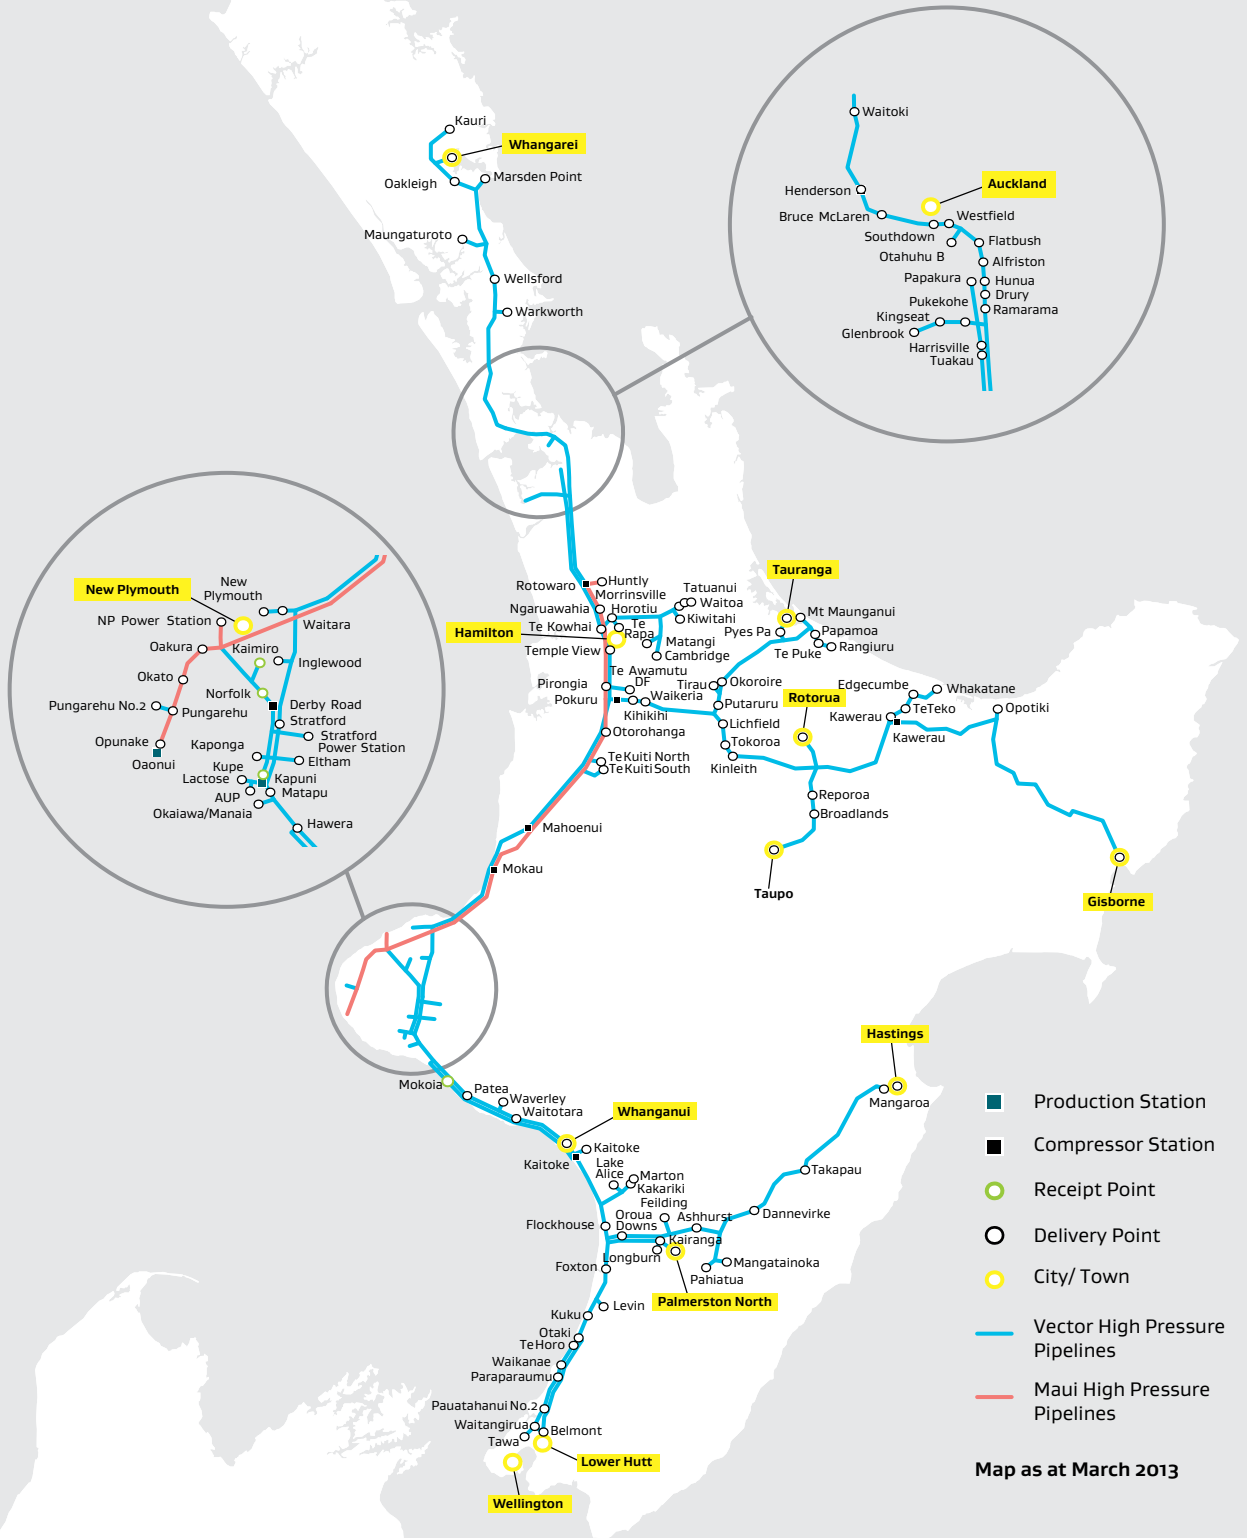 Kauri
Whangarei
Oakleigh
Marsden Point
Maungaturoto
Wellsford
Warkworth
Waitoki
Henderson
Auckland
Bruce McLaren
Westfield
Southdown
Flatbush
Otahuhu B
Alfriston
Papakura
Hunua
Drury
Pukekohe
Ramarama
Kingseat
Glenbrook
Harrisville
Tuakau
New Plymouth
New
Plymouth
NP Power Station
Waitara
Oakura
Kaimiro
Inglewood
Okato
Norfolk
Pungarehu No.2
Pungarehu
Derby Road
Stratford
Stratford
Power Station
Opunake
Oaonui
Kaponga
Eltham
Kupe
Lactose
Kapuni
AUP
Matapu
Okaiawa/Manaia
Hawera
Rotowaro
Huntly
Morrinsville
Tatuanui
Waitoa
Ngaruawahia
Horotiu
Kiwitahi
Te Kowhai
Te
Rapa
Hamilton
Matangi
Temple View
Cambridge
Tauranga
Mt Maunganui
Pyes Pa
Papamoa
Te Puke
Rangiuru
Te Awamutu
DF
Pirongia
Pokuru
Waikeria
Kihikihi
Tirau
Okoroire
Putaruru
Rotorua
Edgecumbe
Whakatane
TeTeko
Kawerau
Kawerau
Opotiki
Lichfield
Otorohanga
Tokoroa
Kinleith
TeKuiti North
TeKuiti South
Reporoa
Broadlands
Mahoenui
Mokau
Taupo
Gisborne
Hastings
Mangaroa
Mokoia
Patea
Waverley
Waitotara
Whanganui
Kaitoke
Kaitoke
Lake
Alice
Marton
Kakariki
Feilding
Takapau
Flockhouse
Oroua
Downs
Ashhurst
Dannevirke
Kairanga
Longburn
Foxton
Mangatainoka
Pahiatua
Palmerston North
Levin
Kuku
Otaki
TeHoro
Waikanae
Paraparaumu
Pauatahanui No.2
Waitangirua
Belmont
Tawa
Lower Hutt
Wellington
Production Station
Compressor Station
Receipt Point
Delivery Point
City/ Town
Vector High Pressure
Pipelines
Maui High Pressure
Pipelines
Map as at March 2013